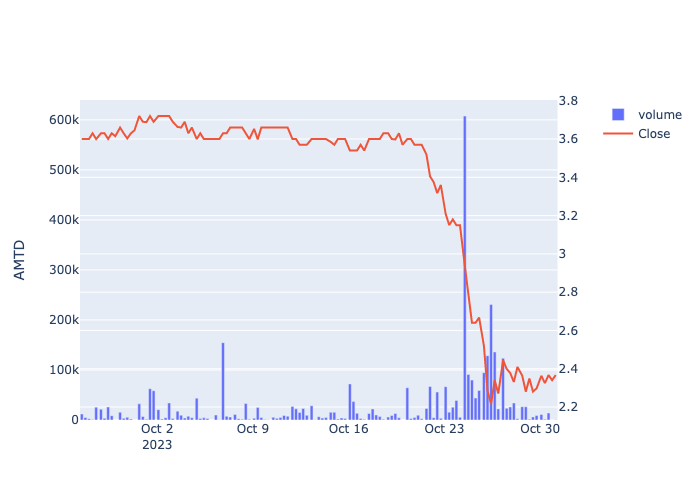 AMTD
600k
500k
400k
300k
200k
100k
0
3.8
3.6
3.4
3.2
3
2.8
2.6
2.4
2.2
Oct 2
2023
Oct 9
Oct 16
Oct 23
Oct 30
volume
Close